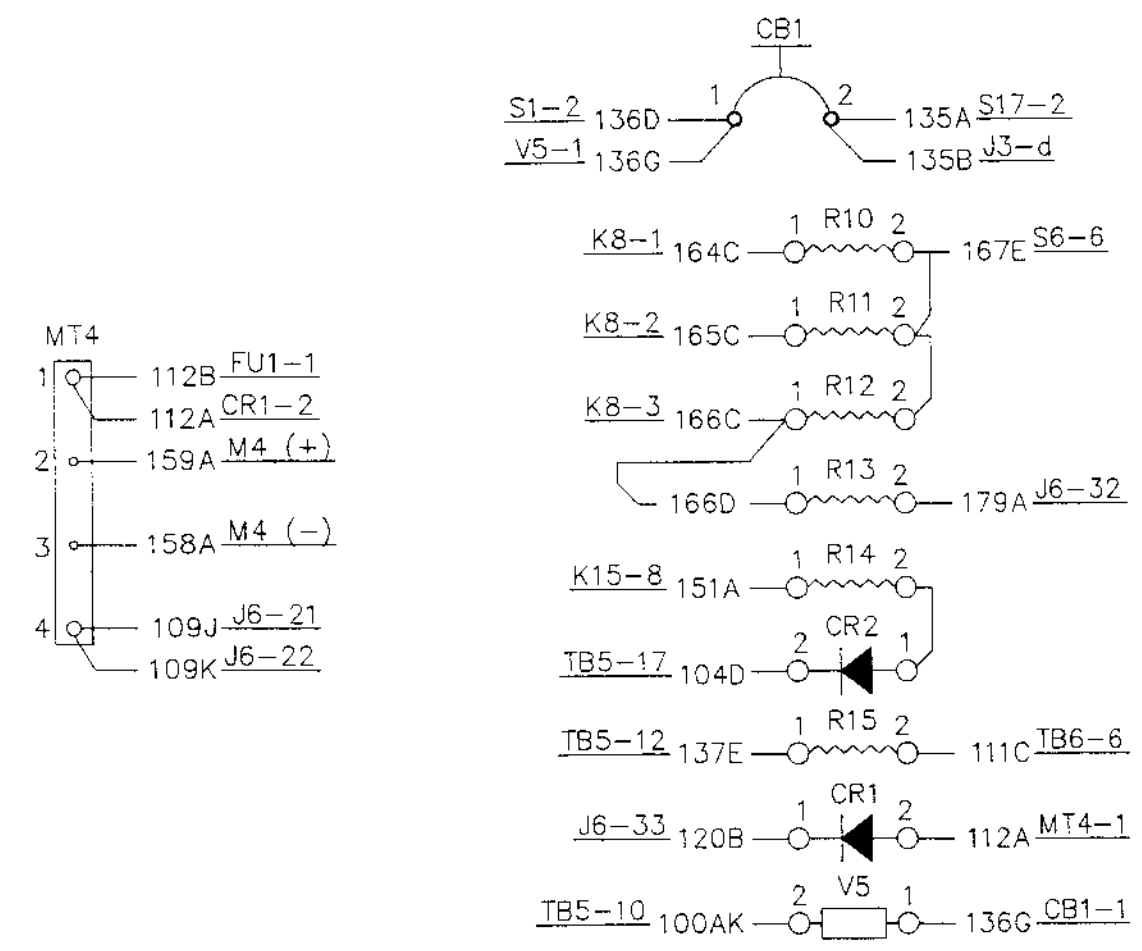 CB1
1 2
S1-2 136D 135A S17-2
V5-1 136G 135B J3-d
1 R10 2
K8-1 164C 167E S6-6
1 R11 2
K8-2 165C
1 R12 2
K8-3 166C
1 R13 2
166D 179A J6-32
1 R14 2
K15-8 151A
2 CR2 1
TB5-17 104D
1 R15 2
TB5-12 137E 111C TB6-6
1 CR1 2
J6-33 120B 112A MT4-1
2 V5 1
TB5-10 100AK 136G CB1-1
MT4
1 112B FU1-1
112A CR1-2
2 159A M4 (+)
3 158A M4 (-)
4 109J J6-21
109K J6-22